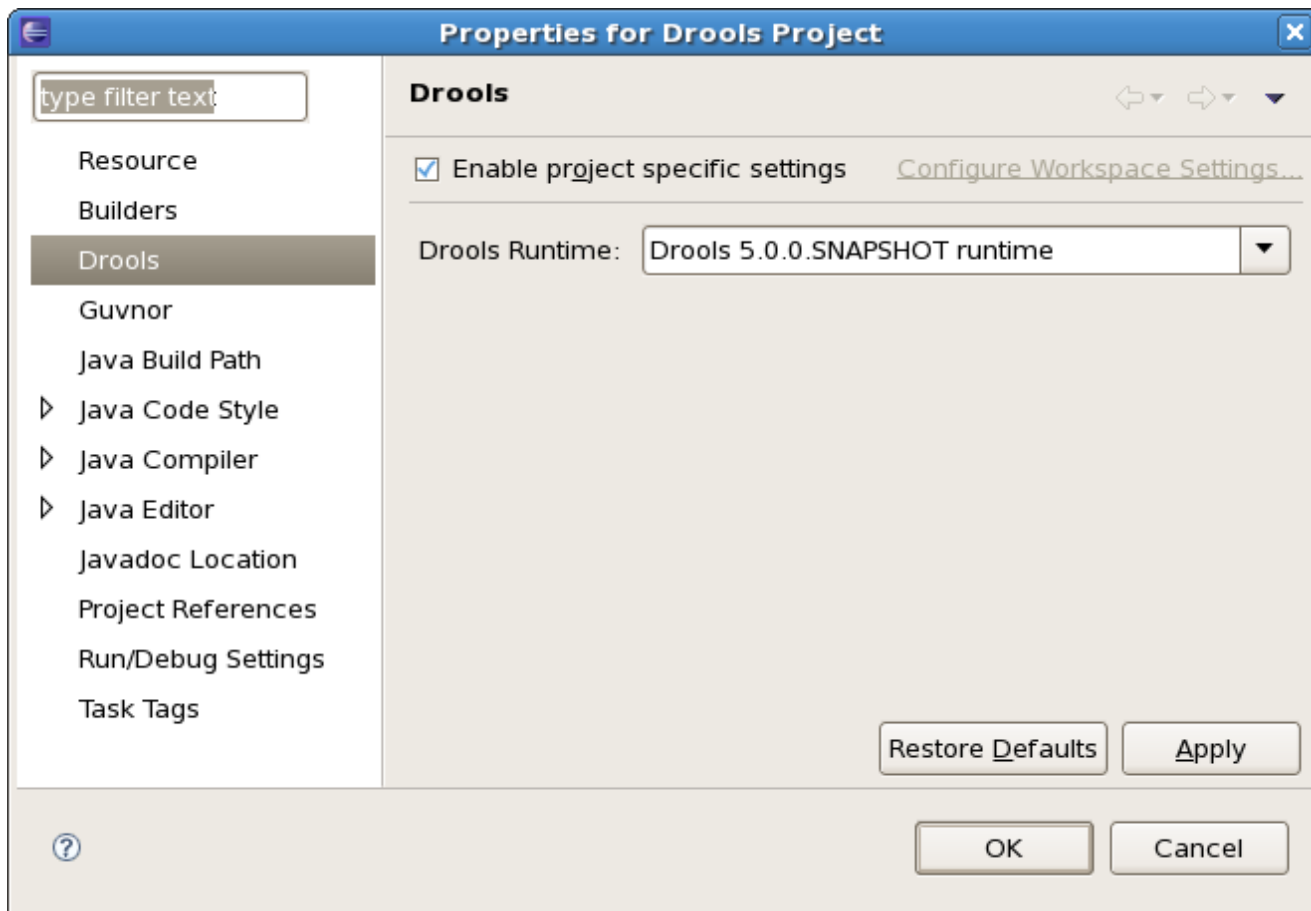 Properties for Drools Project
type filter text
Resource
Builders
Drools
Guvnor
Java Build Path
Java Code Style
Java Compiler
Java Editor
Javadoc Location
Project References
Run/Debug Settings
Task Tags
Drools
Enable project specific settings
Configure Workspace Settings...
Drools Runtime:
Drools 5.0.0.SNAPSHOT runtime
Restore Defaults
Apply
OK
Cancel